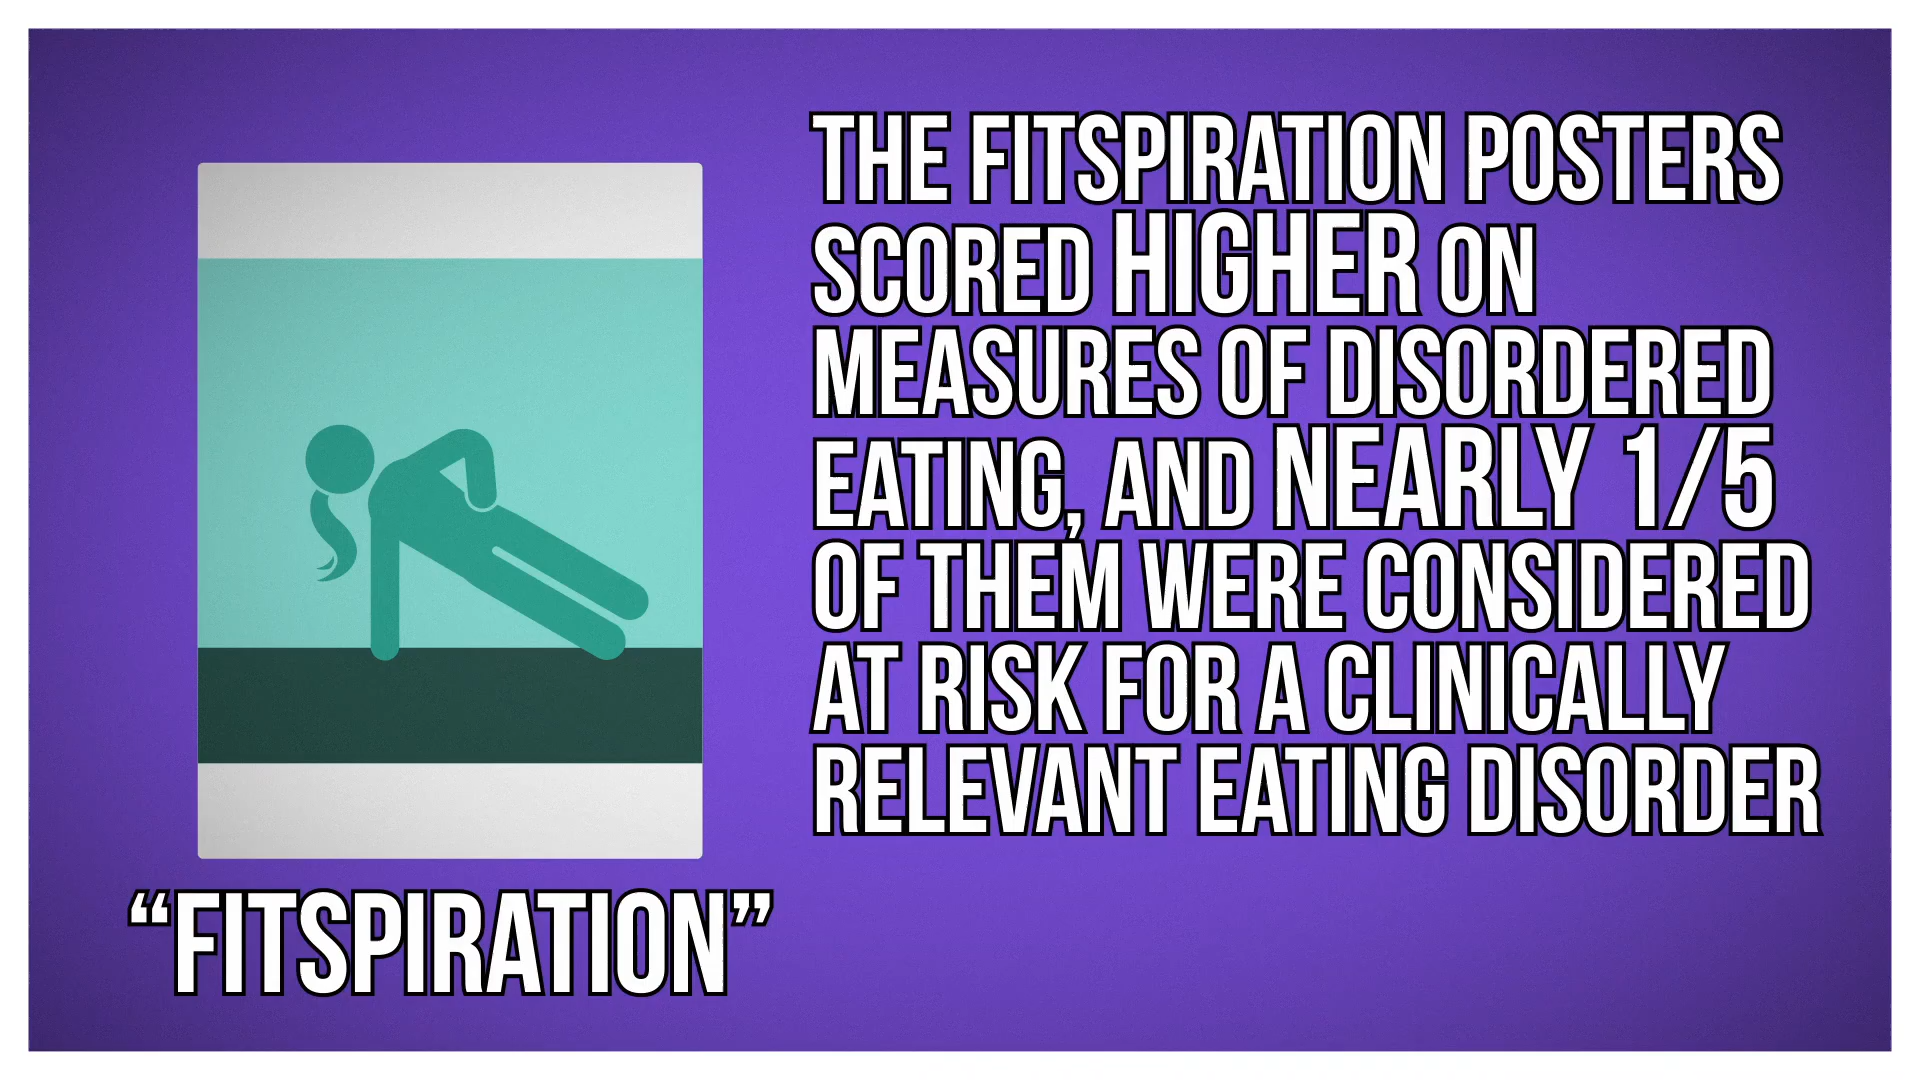 THE FITSPIRATION POSTERS
SCORED HIGHER ON
MEASURES OF DISORDERED
EATING, AND NEARLY 1/5
OF THEM WERE CONSIDERED
AT RISK FOR A CLINICALLY
RELEVANT EATING DISORDER
“FITSPIRATION”